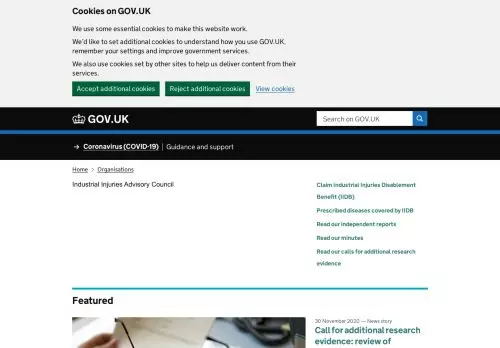 Cookies on GOV.UK
We use some essential cookies to make this website work.
We'd like to set additional cookies to understand how you use GOV.UK,
remember your settings and improve government services.
We also use cookies set by other sites to help us deliver content from their
services.
Accept additional cookies
Reject additional cookies
View cookies
GOV.UK
Search on GOV.UK
→ Coronavirus (COVID-19) | Guidance and support
Home > Organisations
Industrial Injuries Advisory Council
Claim Industrial Injuries Disablement
Benefit (IIDB)
Prescribed diseases covered by IIDB
Read our independent reports
Read our minutes
Read our calls for additional research
evidence
Featured
30 November 2020 — News story
Call for additional research
evidence: review of